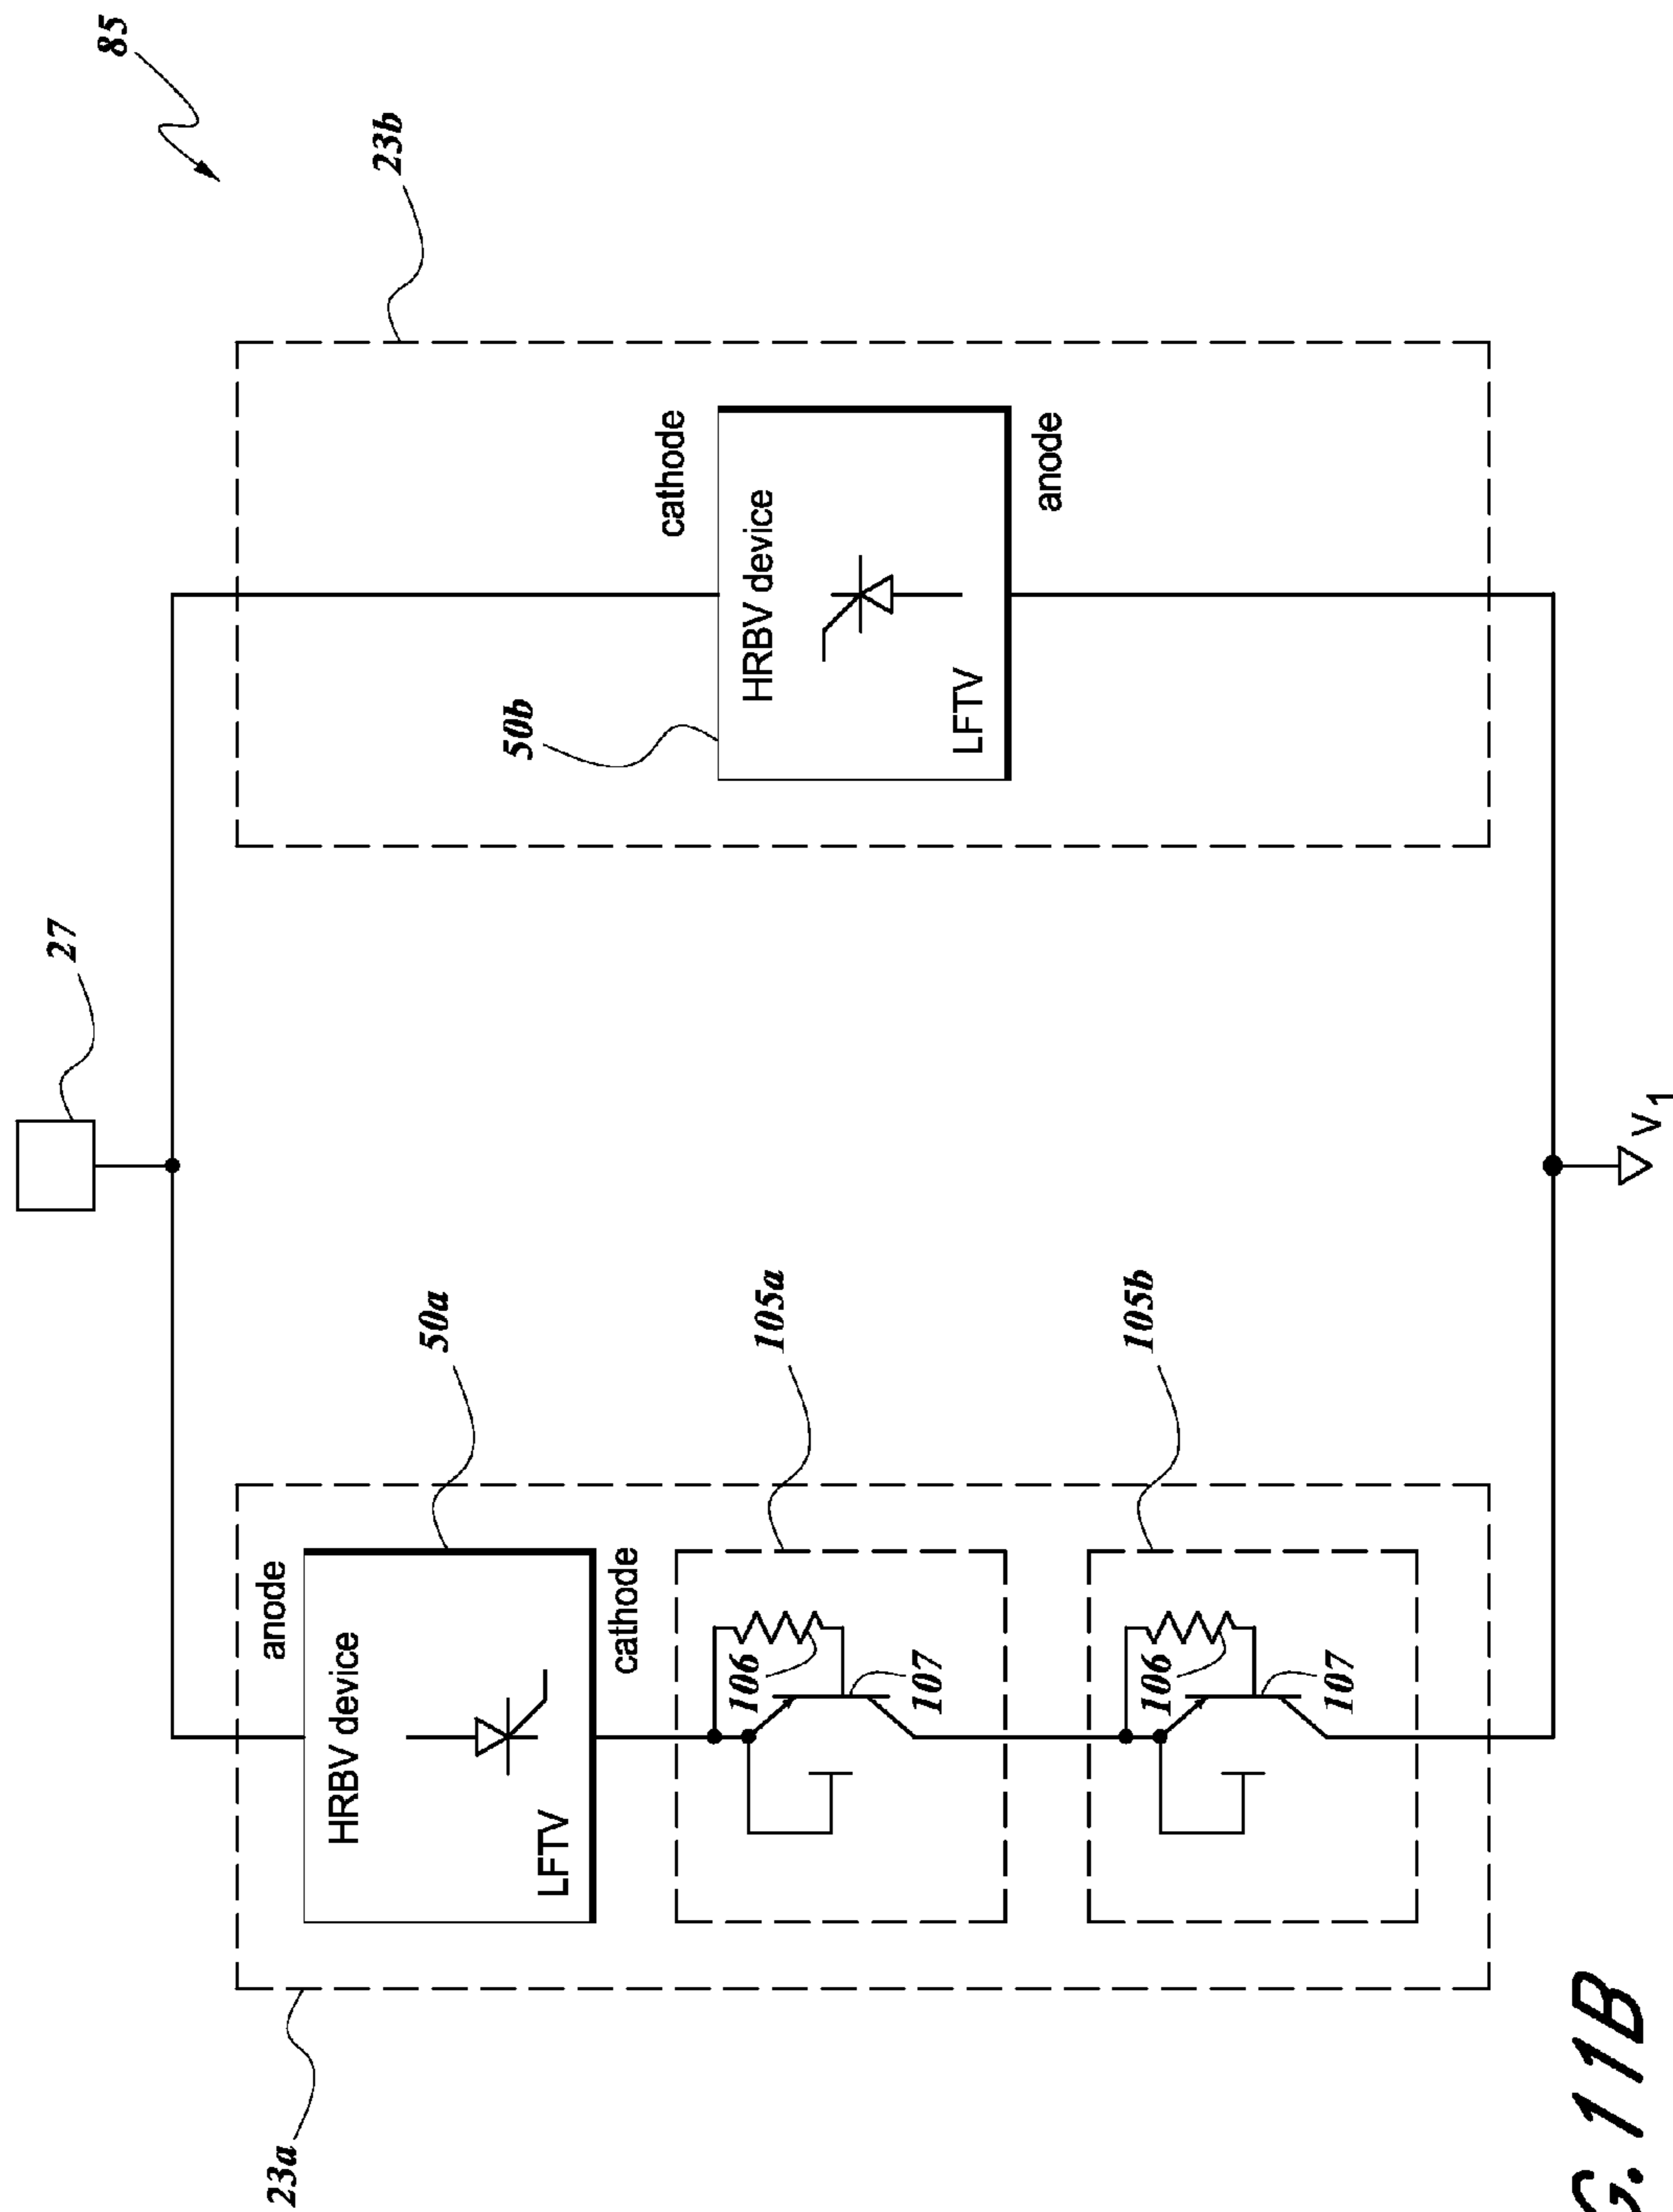 85
27
23a
23b
anode
50a
HRBV device
LFTV
cathode
105a
106
107
105b
106
107
50b
cathode
HRBV device
LFTV
anode
V1
G. 11B